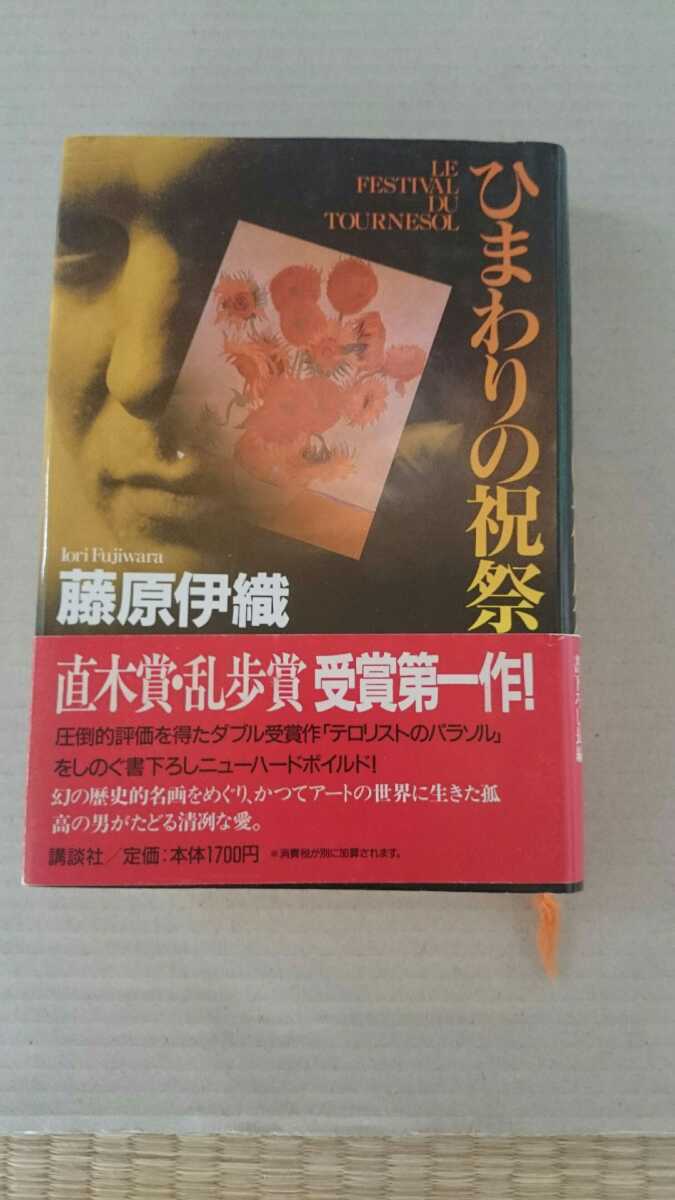 LE
FESTIVAL
DU
TOURNESOL
ひまわりの祝祭
Iori Fujiwara
藤原伊織
直木賞・乱歩賞 受賞第一作!
圧倒的評価を得たダブル受賞作「テロリストのパラソル」
をしのぐ書下ろしニューハードボイルド!
幻の歴史的名画をめぐり、かつてアートの世界に生きた孤
高の男がたどる清冽な愛。
講談社/定価:本体1700円 *消費税が別に加算されます。